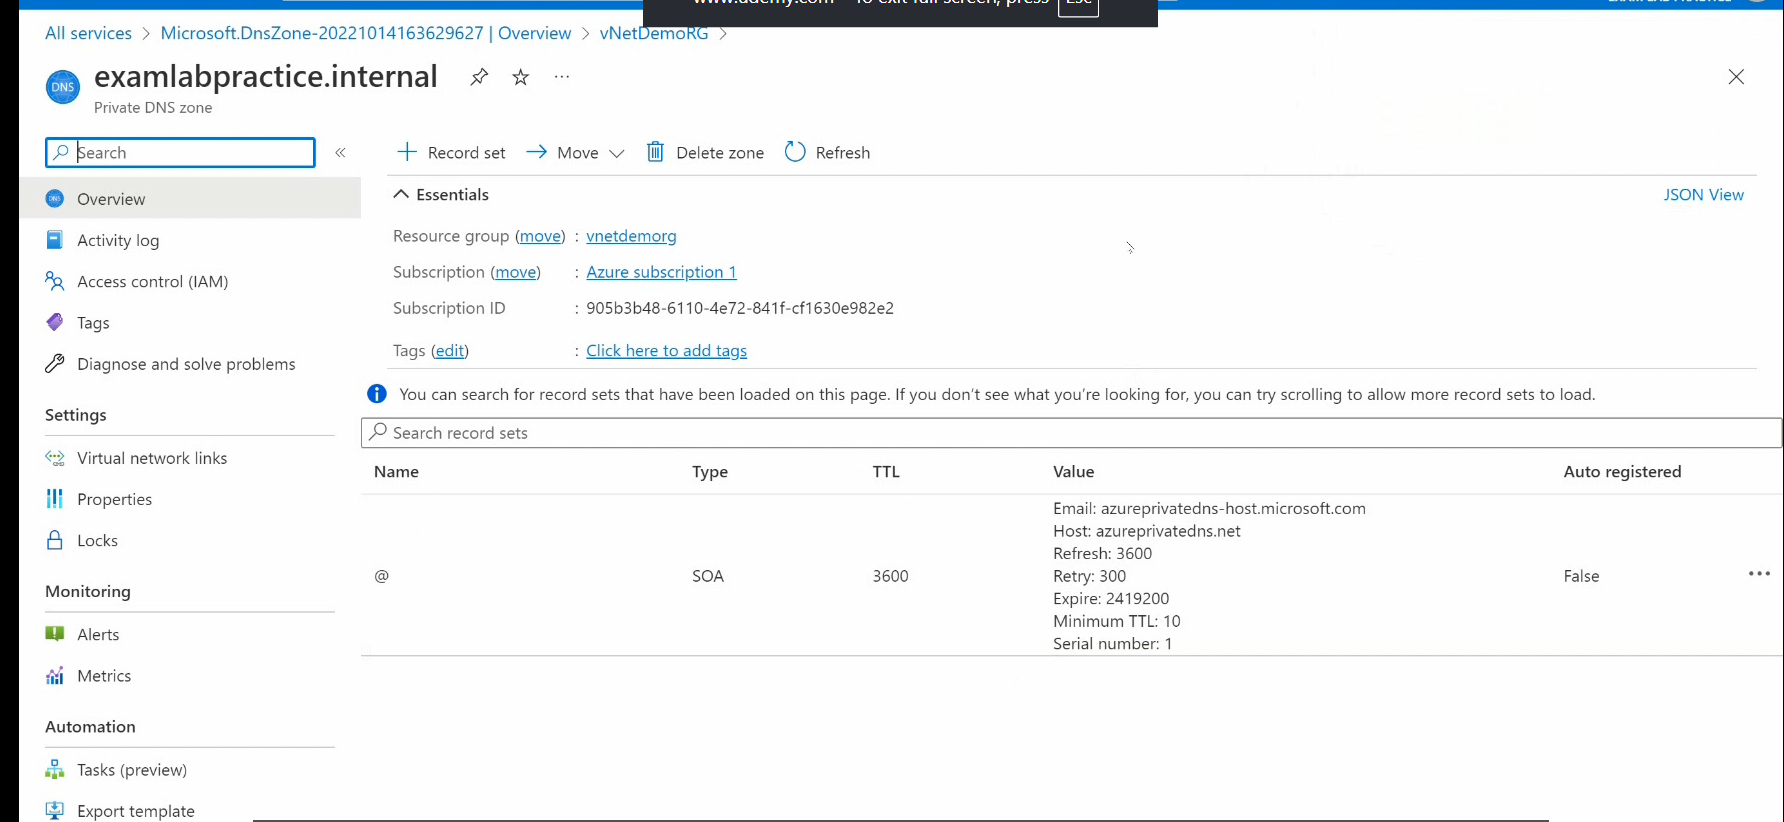 to exit full screen, press Esc
All services > Microsoft.DnsZone-20221014163629627 | Overview > vNetDemoRG >
DNS
examlabpractice.internal
Private DNS zone
Search «
+ Record set → Move Delete zone Refresh
Essentials JSON View
Overview
Activity log
Access control (IAM)
Tags
Diagnose and solve problems
Settings
Virtual network links
Properties
Locks
Monitoring
Alerts
Metrics
Automation
Tasks (preview)
Export template
Resource group (move) : vnetdemorg
Subscription (move) : Azure subscription 1
Subscription ID : 905b3b48-6110-4e72-841f-cf1630e982e2
Tags (edit) : Click here to add tags
You can search for record sets that have been loaded on this page. If you don't see what you're looking for, you can try scrolling to allow more record sets to load.
Search record sets
Name Type TTL Value Auto registered
@ SOA 3600
Email: azureprivatedns-host.microsoft.com
Host: azureprivatedns.net
Refresh: 3600
Retry: 300
Expire: 2419200
Minimum TTL: 10
Serial number: 1
False